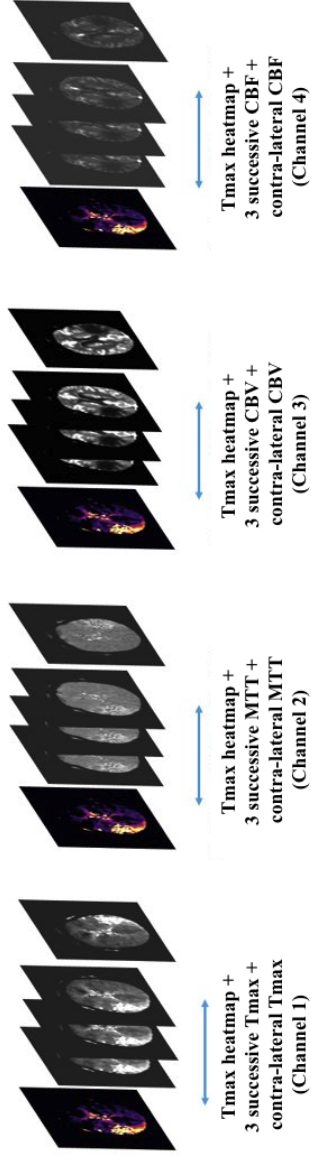 Tmax heatmap +
3 successive Tmax +
contra-lateral Tmax
(Channel 1)
Tmax heatmap +
3 successive MTT +
contra-lateral MTT
(Channel 2)
Tmax heatmap +
3 successive CBV +
contra-lateral CBV
(Channel 3)
Tmax heatmap +
3 successive CBF +
contra-lateral CBF
(Channel 4)